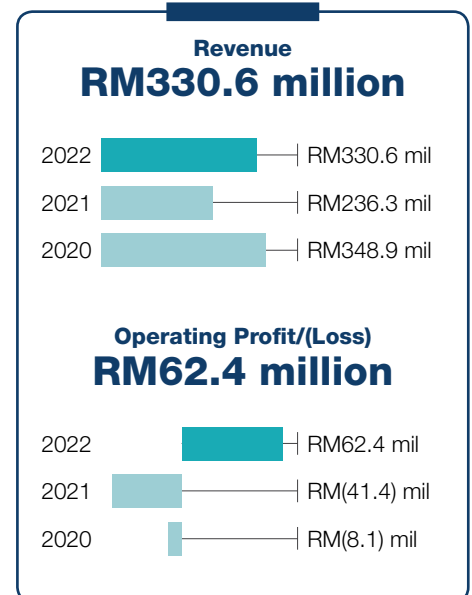 Revenue
RM330.6 million
2022 RM330.6 mil
2021 RM236.3 mil
2020 RM348.9 mil
Operating Profit/(Loss)
RM62.4 million
2022 RM62.4 mil
2021 RM(41.4) mil
2020 RM(8.1) mil